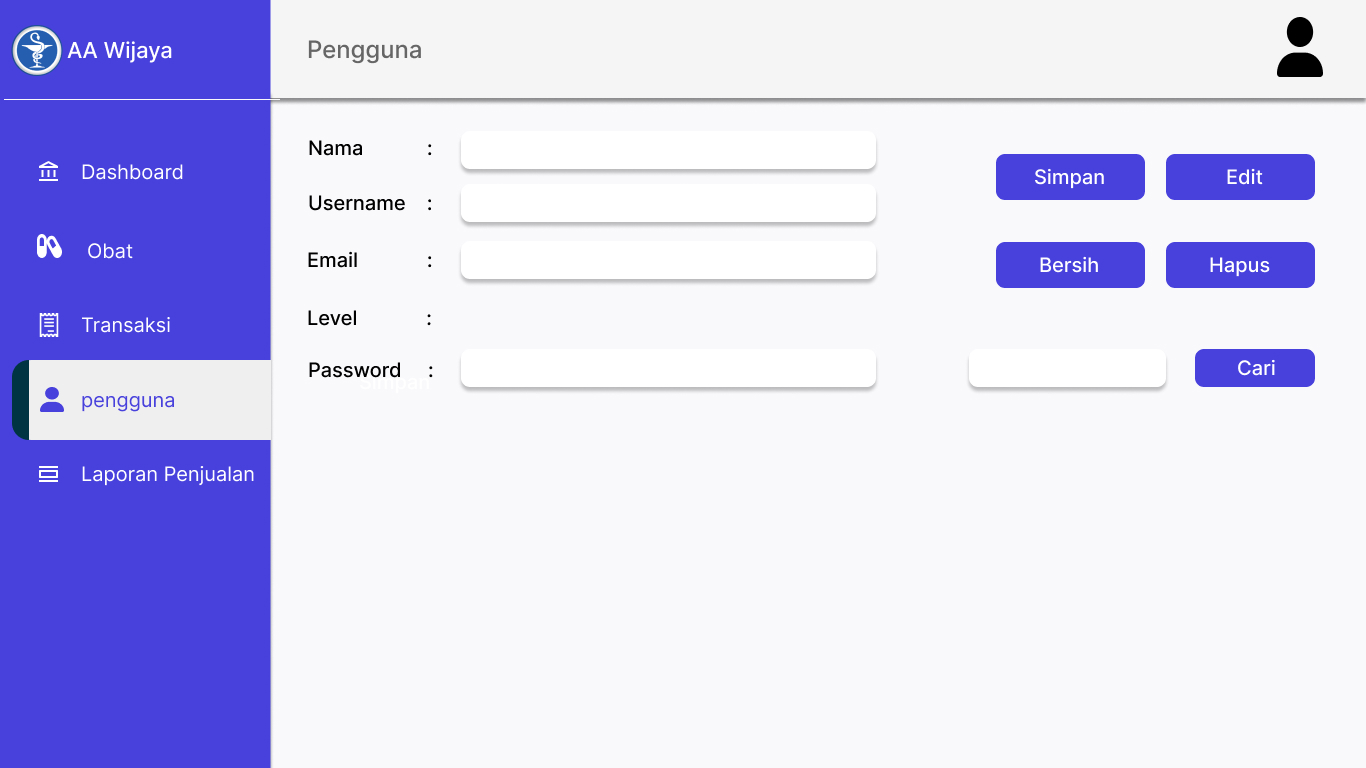 AA Wijaya
Pengguna
Dashboard
Obat
Transaksi
pengguna
Laporan Penjualan
Nama :
Username :
Email :
Level :
Password :
Simpan
Simpan
Edit
Bersih
Hapus
Cari